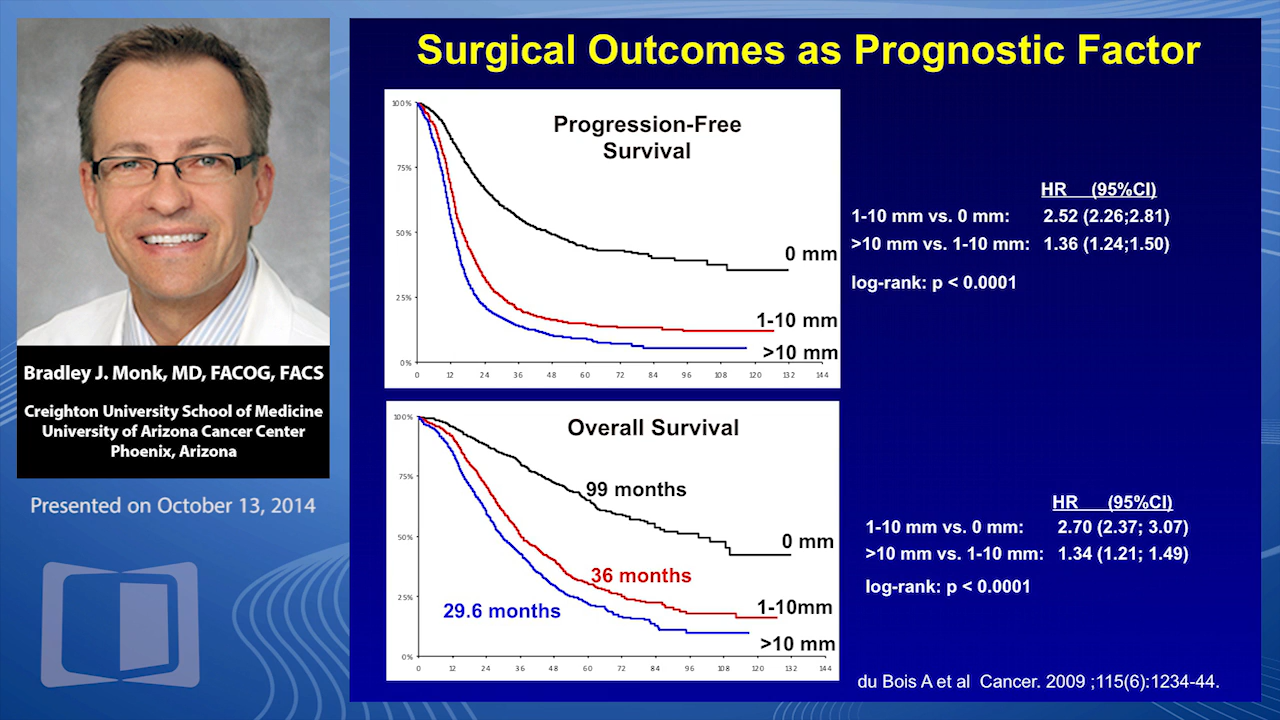 Surgical Outcomes as Prognostic Factor
Bradley J. Monk, MD, FACOG, FACS
Creighton University School of Medicine
University of Arizona Cancer Center
Phoenix, Arizona
Presented on October 13, 2014
Progression-Free
Survival
100%
75%
50%
25%
0%
0 12 24 36 48 60 72 84 96 108 120 132 144
0 mm
1-10 mm
>10 mm
HR (95%CI)
1-10 mm vs. 0 mm: 2.52 (2.26;2.81)
>10 mm vs. 1-10 mm: 1.36 (1.24;1.50)
log-rank: p < 0.0001
Overall Survival
100%
75%
50%
25%
0%
0 12 24 36 48 60 72 84 96 108 120 132 144
99 months
0 mm
36 months
29.6 months
1-10mm
>10 mm
HR (95%CI)
1-10 mm vs. 0 mm: 2.70 (2.37; 3.07)
>10 mm vs. 1-10 mm: 1.34 (1.21; 1.49)
log-rank: p < 0.0001
du Bois A et al Cancer. 2009 ;115(6):1234-44.